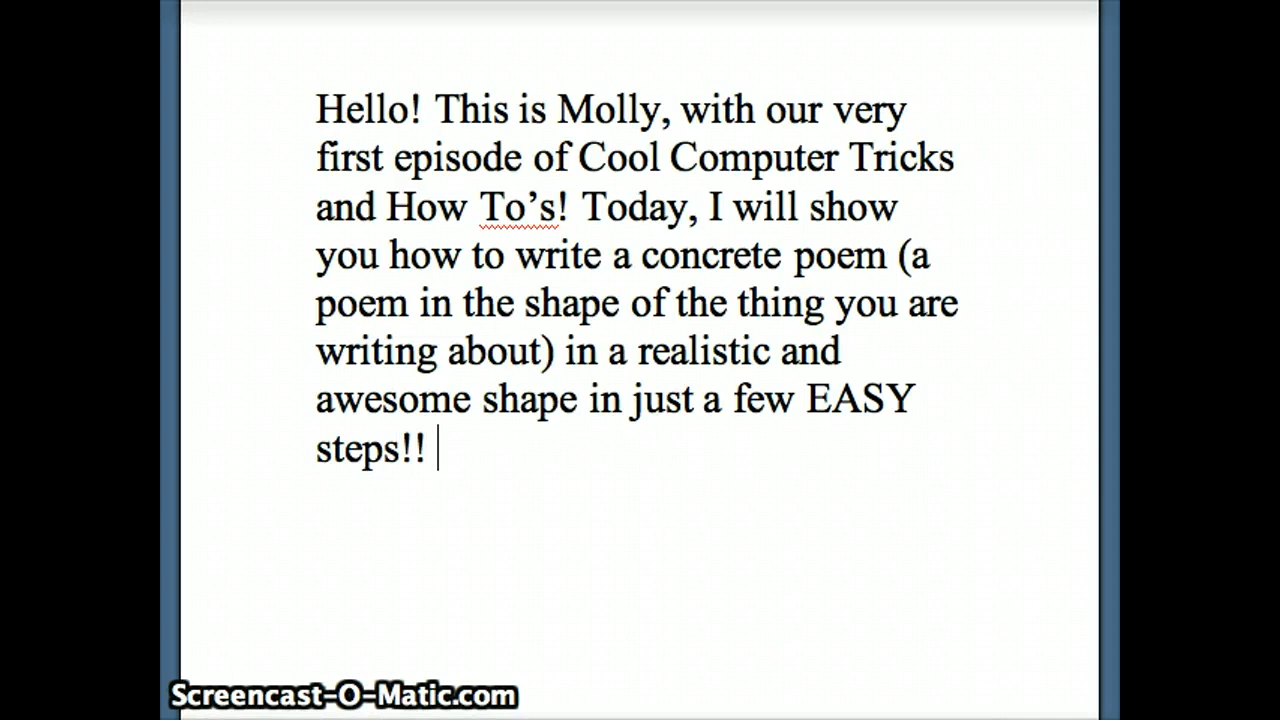 Hello! This is Molly, with our very
first episode of Cool Computer Tricks
and How To’s! Today, I will show
you how to write a concrete poem (a
poem in the shape of the thing you are
writing about) in a realistic and
awesome shape in just a few EASY
steps!!
Screencast-O-Matic.com